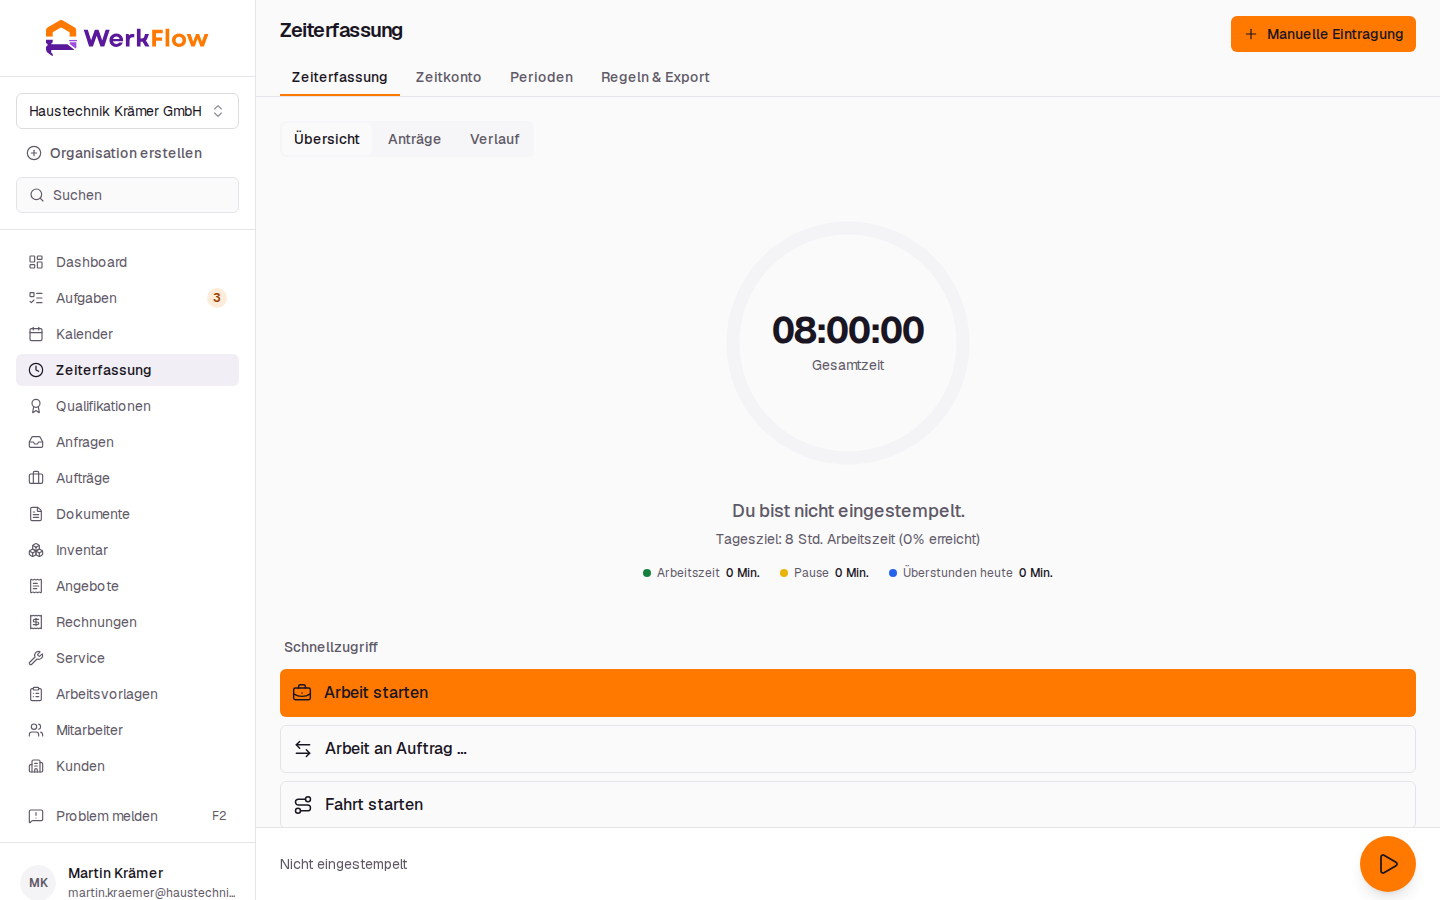 WerkFlow
Haustechnik Krämer GmbH
Organisation erstellen
Suchen
Dashboard
Aufgaben 3
Kalender
Zeiterfassung
Qualifikationen
Anfragen
Aufträge
Dokumente
Inventar
Angebote
Rechnungen
Service
Arbeitsvorlagen
Mitarbeiter
Kunden
Problem melden F2
MK
Martin Krämer
martin.kraemer@haustechni...
Zeiterfassung
Manuelle Eintragung
Zeiterfassung Zeitkonto Perioden Regeln & Export
Übersicht Anträge Verlauf
08:00:00
Gesamtzeit
Du bist nicht eingestempelt.
Tagesziel: 8 Std. Arbeitszeit (0% erreicht)
Arbeitszeit 0 Min. Pause 0 Min. Überstunden heute 0 Min.
Schnellzugriff
Arbeit starten
Arbeit an Auftrag ...
Fahrt starten
Nicht eingestempelt